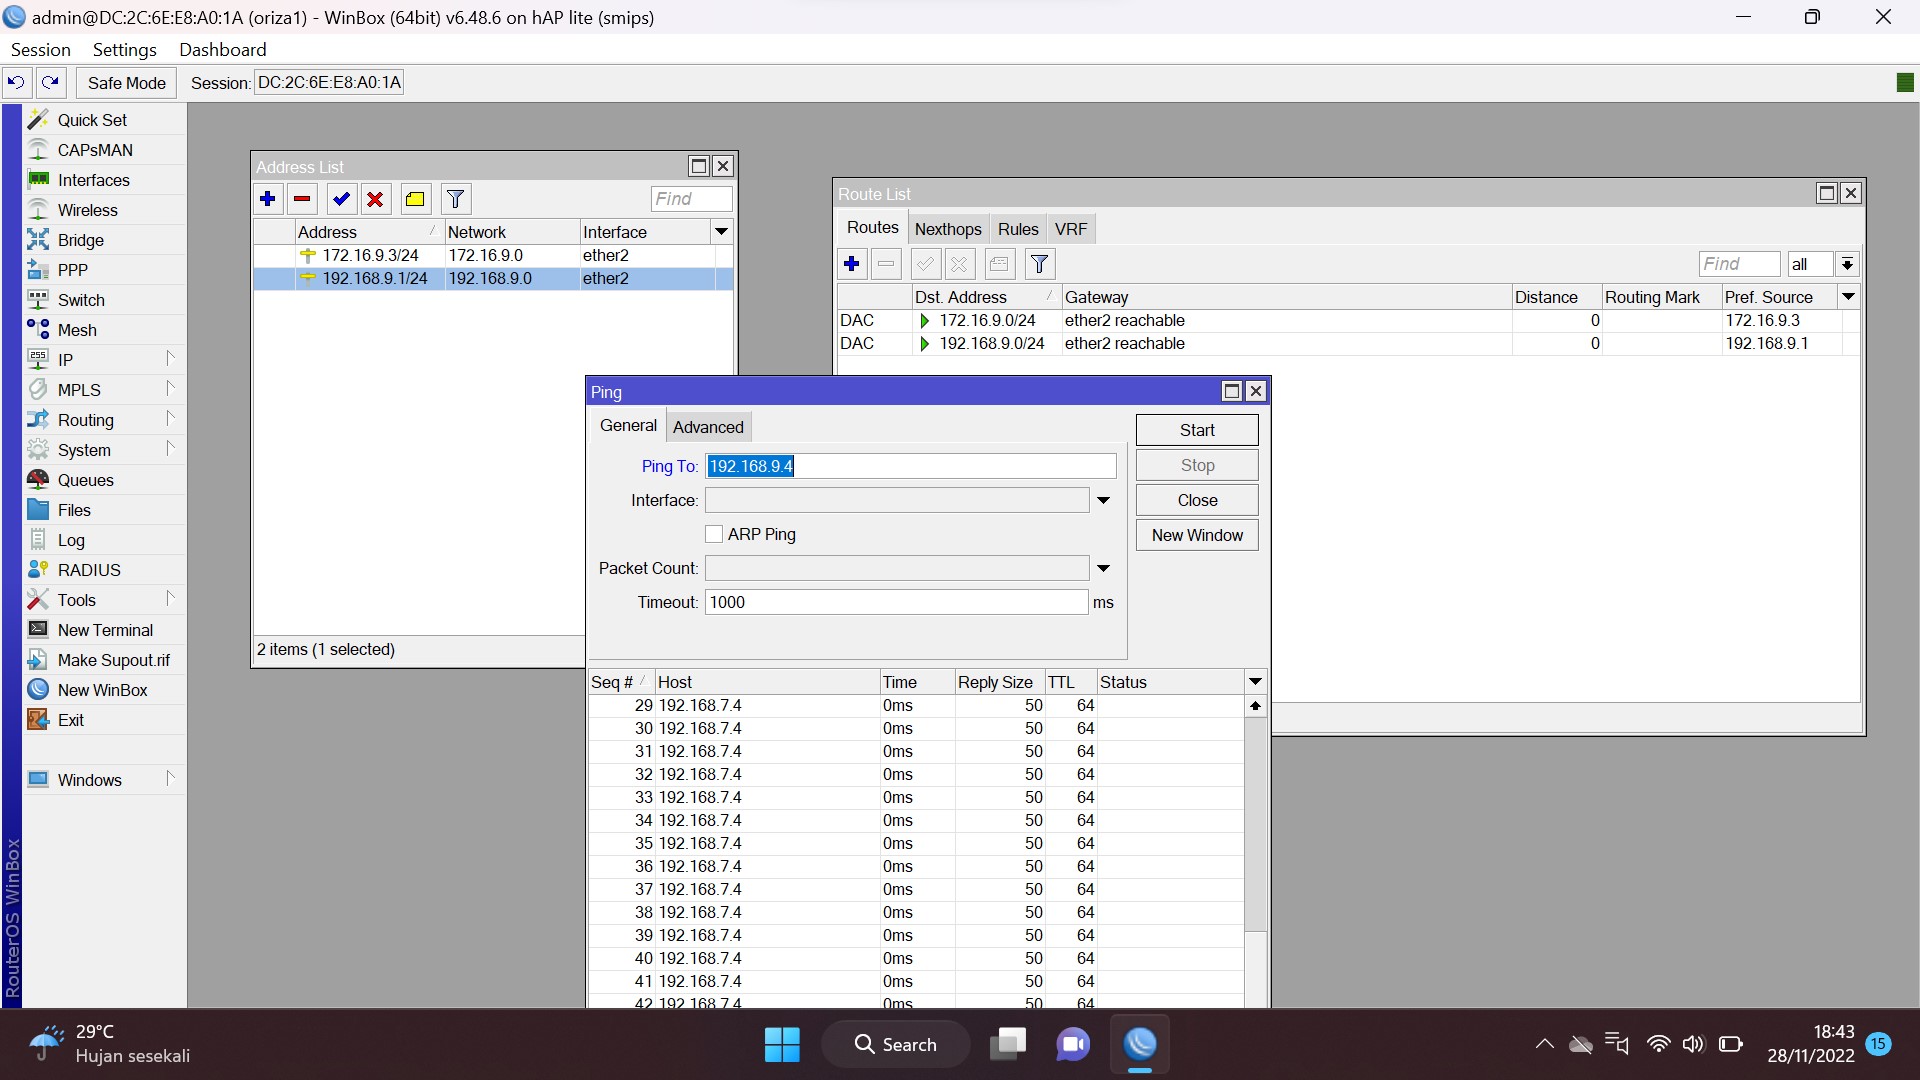 admin@DC:2C:6E:E8:A0:1A (oriza1) - WinBox (64bit) v6.48.6 on hAP lite (smips)
Session Settings Dashboard
Safe Mode Session: DC:2C:6E:E8:A0:1A
Quick Set
CAPsMAN
Interfaces
Wireless
Bridge
PPP
Switch
Mesh
IP
MPLS
Routing
System
Queues
Files
Log
RADIUS
Tools
New Terminal
Make Supout.rif
New WinBox
Exit
Windows
RouterOS WinBox
Address List
Find
Address Network Interface
172.16.9.3/24 172.16.9.0 ether2
192.168.9.1/24 192.168.9.0 ether2
2 items (1 selected)
Route List
Routes Nexthops Rules VRF
Find all
Dst. Address Gateway Distance Routing Mark Pref. Source
DAC 172.16.9.0/24 ether2 reachable 0 172.16.9.3
DAC 192.168.9.0/24 ether2 reachable 0 192.168.9.1
Ping
General Advanced
Ping To: 192.168.9.4
Interface:
ARP Ping
Packet Count:
Timeout: 1000 ms
Start
Stop
Close
New Window
Seq # Host Time Reply Size TTL Status
29 192.168.7.4 0ms 50 64
30 192.168.7.4 0ms 50 64
31 192.168.7.4 0ms 50 64
32 192.168.7.4 0ms 50 64
33 192.168.7.4 0ms 50 64
34 192.168.7.4 0ms 50 64
35 192.168.7.4 0ms 50 64
36 192.168.7.4 0ms 50 64
37 192.168.7.4 0ms 50 64
38 192.168.7.4 0ms 50 64
39 192.168.7.4 0ms 50 64
40 192.168.7.4 0ms 50 64
41 192.168.7.4 0ms 50 64
42 192.168.7.4 0ms 50 64
29°C
Hujan sesekali
Search
18:43
28/11/2022
15